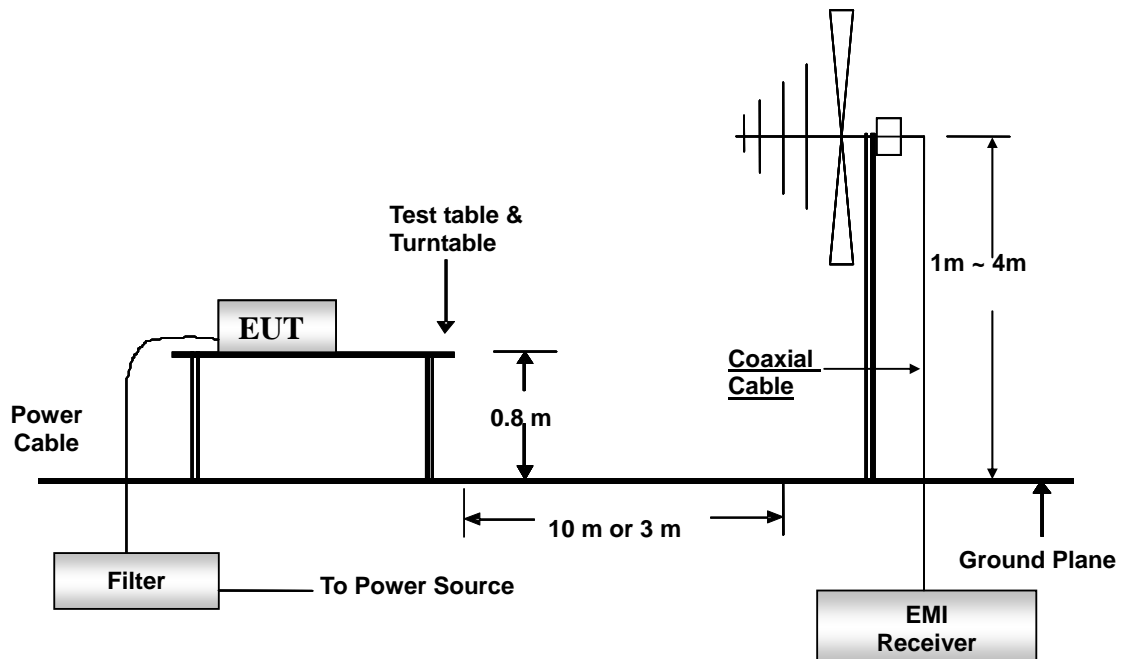 Test table &
Turntable
1m ~ 4m
EUT
Coaxial
Cable
0.8 m
Power
Cable
10 m or 3 m
Ground Plane
Filter
To Power Source
EMI
Receiver